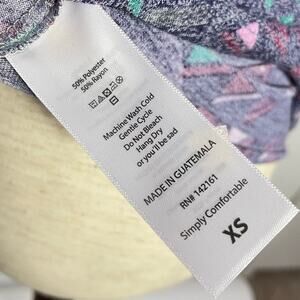 50% Polyester
50% Rayon
Machine Wash Cold
Gentle Cycle
Do Not Bleach
Hang Dry
or you'll be sad
MADE IN GUATEMALA
RN# 142161
Simply Comfortable
XS